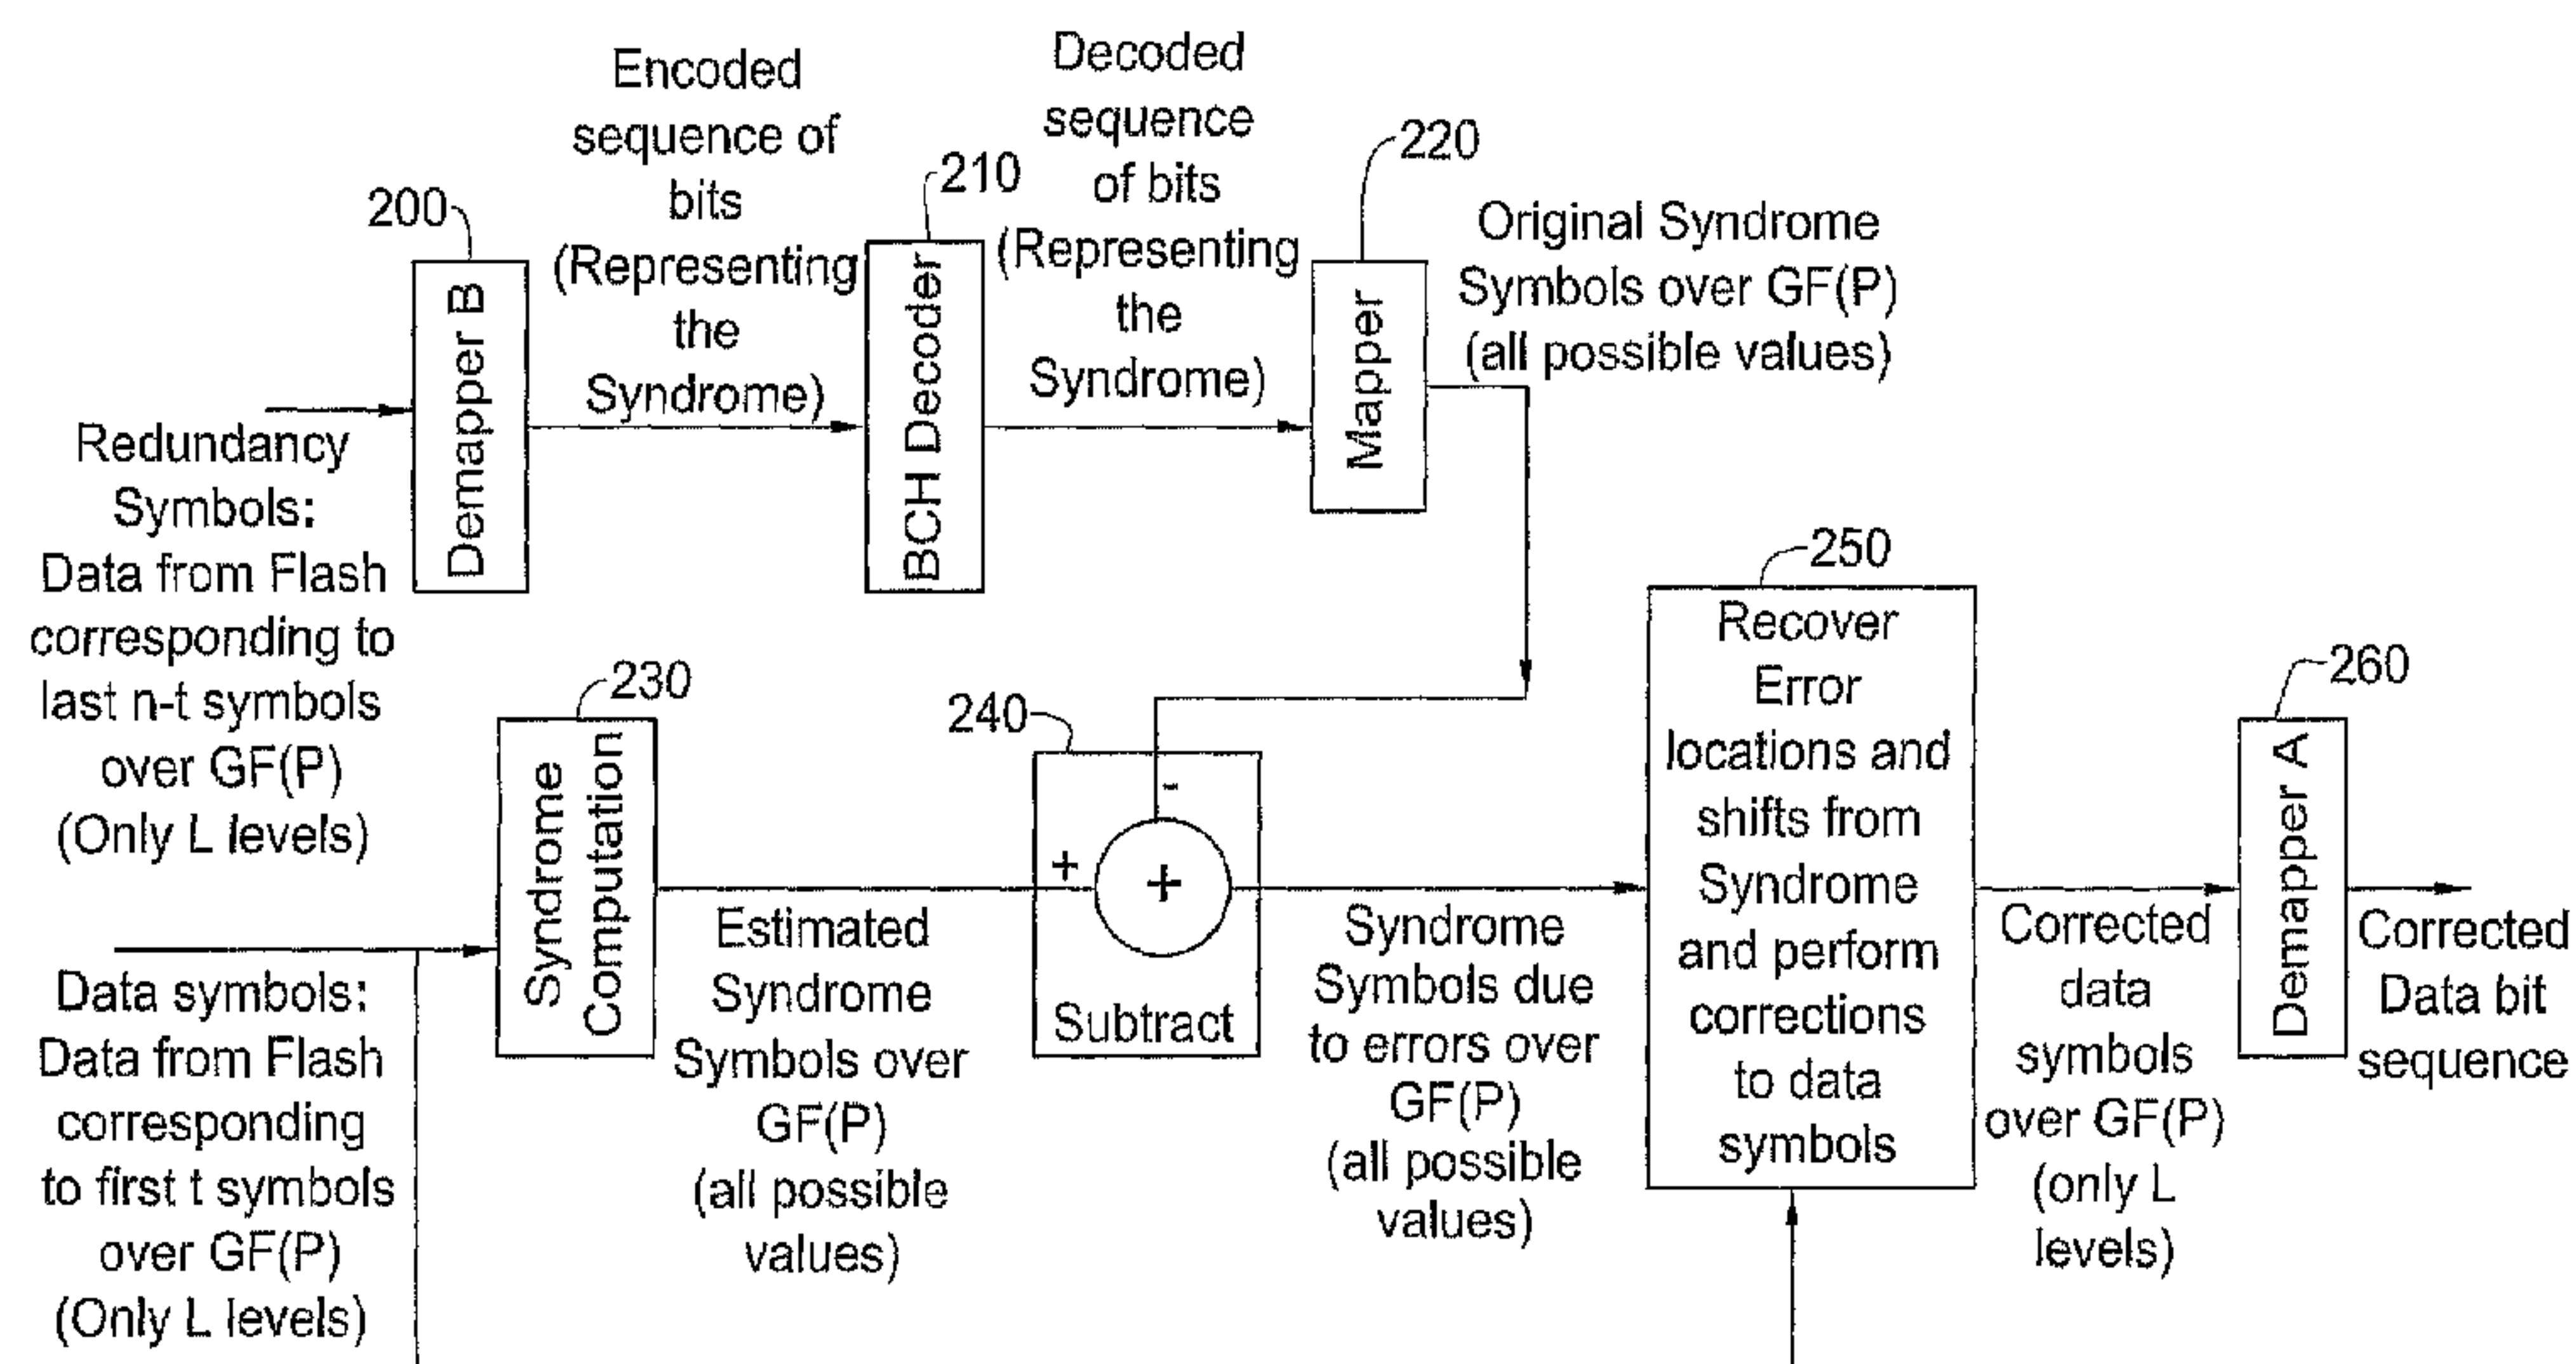 Encoded
sequence of
bits
(Representing
the
Syndrome)
Decoded
sequence
of bits
(Representing
the
Syndrome)
200
210
220
Original Syndrome
Symbols over GF(P)
(all possible values)
Demapper B
BCH Decoder
Mapper
Redundancy
Symbols:
Data from Flash
corresponding to
last n-t symbols
over GF(P)
(Only L levels)
230
240
250
260
Syndrome
Computation
-
+
+
Subtract
Recover
Error
locations and
shifts from
Syndrome
and perform
corrections
to data
symbols
Demapper A
Data symbols:
Data from Flash
corresponding
to first t symbols
over GF(P)
(Only L levels)
Estimated
Syndrome
Symbols over
GF(P)
(all possible
values)
Syndrome
Symbols due
to errors over
GF(P)
(all possible
values)
Corrected
data
symbols
over GF(P)
(only L
levels)
Corrected
Data bit
sequence